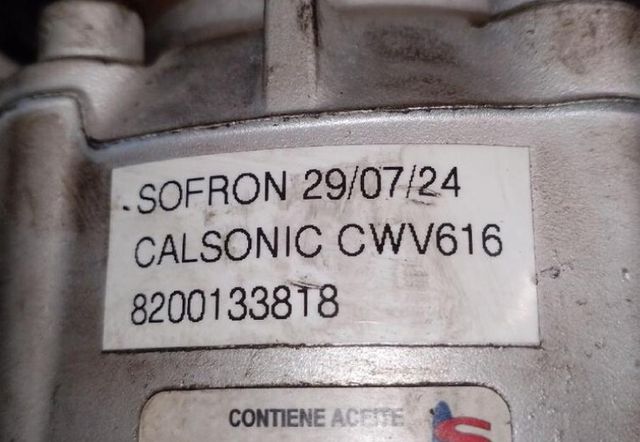 SOFRON 29/07/24
CALSONIC CWV616
8200133818
CONTIENE ACEITE
S